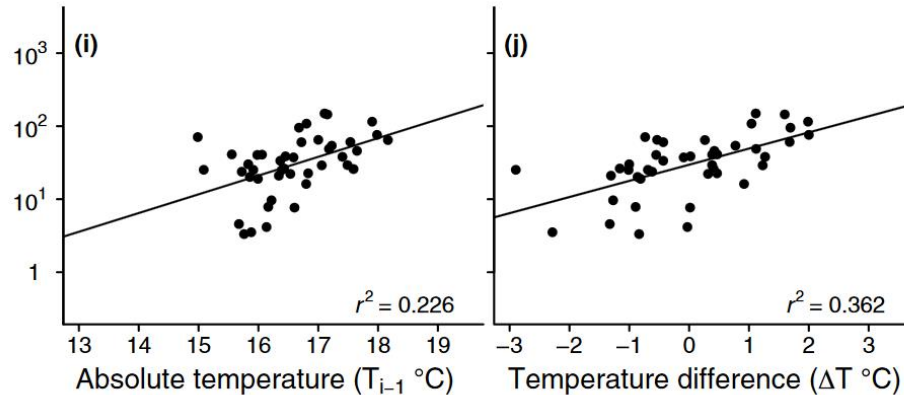 (i)
10³
10²
10¹
1
r² = 0.226
13 14 15 16 17 18 19
Absolute temperature (Tᵢ₋₁ °C)
(j)
r² = 0.362
−3 −2 −1 0 1 2 3
Temperature difference (ΔT °C)